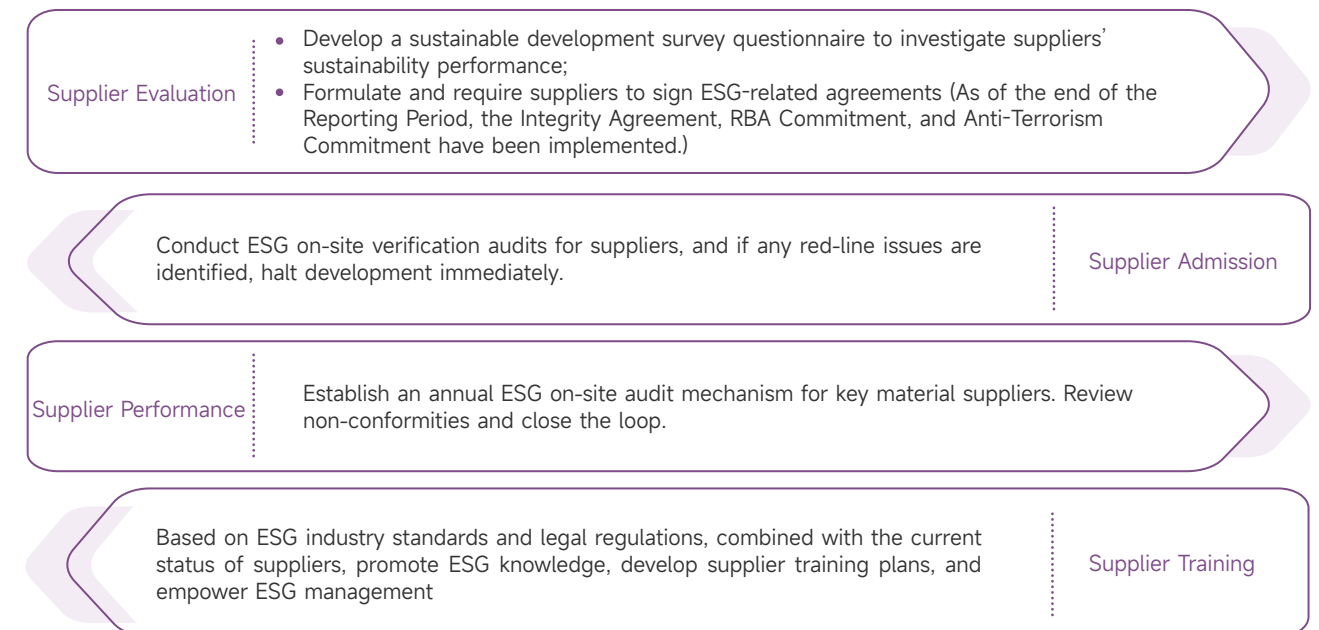 Supplier Evaluation
• Develop a sustainable development survey questionnaire to investigate suppliers’
sustainability performance;
• Formulate and require suppliers to sign ESG-related agreements (As of the end of the
Reporting Period, the Integrity Agreement, RBA Commitment, and Anti-Terrorism
Commitment have been implemented.)
Conduct ESG on-site verification audits for suppliers, and if any red-line issues are
identified, halt development immediately.
Supplier Admission
Supplier Performance
Establish an annual ESG on-site audit mechanism for key material suppliers. Review
non-conformities and close the loop.
Based on ESG industry standards and legal regulations, combined with the current
status of suppliers, promote ESG knowledge, develop supplier training plans, and
empower ESG management
Supplier Training